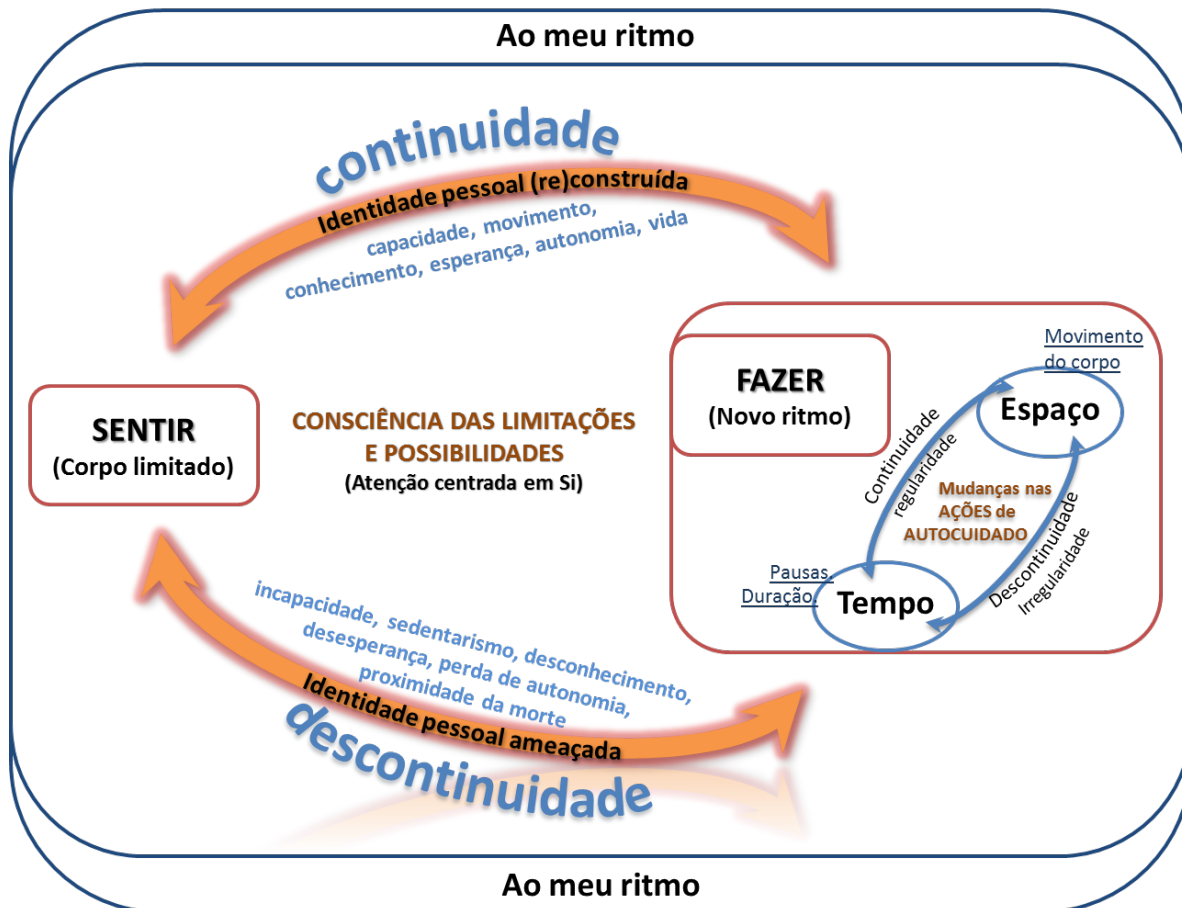 Ao meu ritmo
continuidade
Identidade pessoal (re)construída
capacidade, movimento,
conhecimento, esperança, autonomia, vida
SENTIR
(Corpo limitado)
CONSCIÊNCIA DAS LIMITAÇÕES
E POSSIBILIDADES
(Atenção centrada em Si)
FAZER
(Novo ritmo)
Movimento
do corpo
Espaço
Continuidade
regularidade
Mudanças nas
AÇÕES de
AUTOCUIDADO
Descontinuidade
Irregularidade
Pausas,
Duração,
Tempo
incapacidade, sedentarismo, desconhecimento,
desesperança, perda de autonomia,
proximidade da morte
Identidade pessoal ameaçada
descontinuidade
Ao meu ritmo